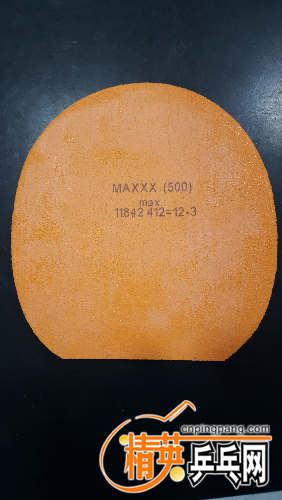 MAXXX (500)
max
11842 412=12-3
cnpingpang.com
精英乒乓网